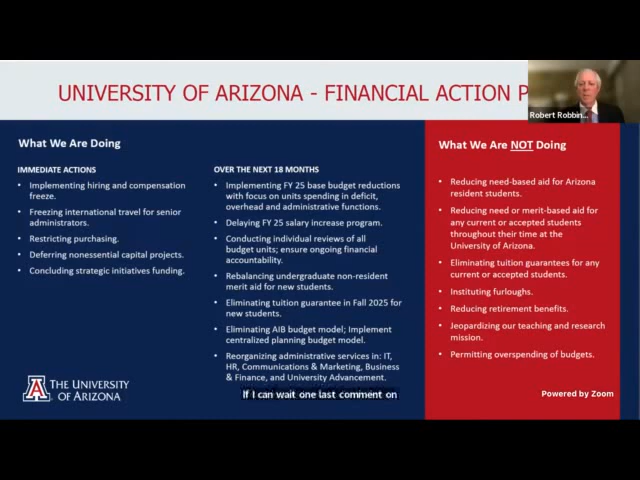 UNIVERSITY OF ARIZONA - FINANCIAL ACTION P
Robert Robbin...
What We Are Doing
IMMEDIATE ACTIONS
• Implementing hiring and compensation
freeze.
• Freezing international travel for senior
administrators.
• Restricting purchasing.
• Deferring nonessential capital projects.
• Concluding strategic initiatives funding.
OVER THE NEXT 18 MONTHS
• Implementing FY 25 base budget reductions
with focus on units spending in deficit,
overhead and administrative functions.
• Delaying FY 25 salary increase program.
• Conducting individual reviews of all
budget units; ensure ongoing financial
accountability.
• Rebalancing undergraduate non-resident
merit aid for new students.
• Eliminating tuition guarantee in Fall 2025 for
new students.
• Eliminating AIB budget model; Implement
centralized planning budget model.
• Reorganizing administrative services in: IT,
HR, Communications & Marketing, Business
& Finance, and University Advancement.
What We Are NOT Doing
• Reducing need-based aid for Arizona
resident students.
• Reducing need or merit-based aid for
any current or accepted students
throughout their time at the
University of Arizona.
• Eliminating tuition guarantees for any
current or accepted students.
• Instituting furloughs.
• Reducing retirement benefits.
• Jeopardizing our teaching and research
mission.
• Permitting overspending of budgets.
A
THE UNIVERSITY
OF ARIZONA
If I can wait one last comment on
Powered by Zoom